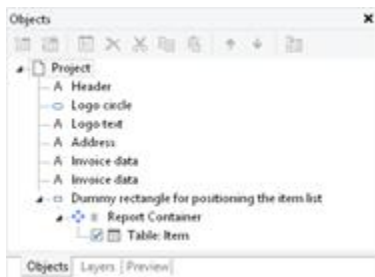 Objects
Project
A Header
Logo circle
A Logo text
A Address
A Invoice data
A Invoice data
Dummy rectangle for positioning the item list
Report Container
Table: Item
Objects Layers Preview